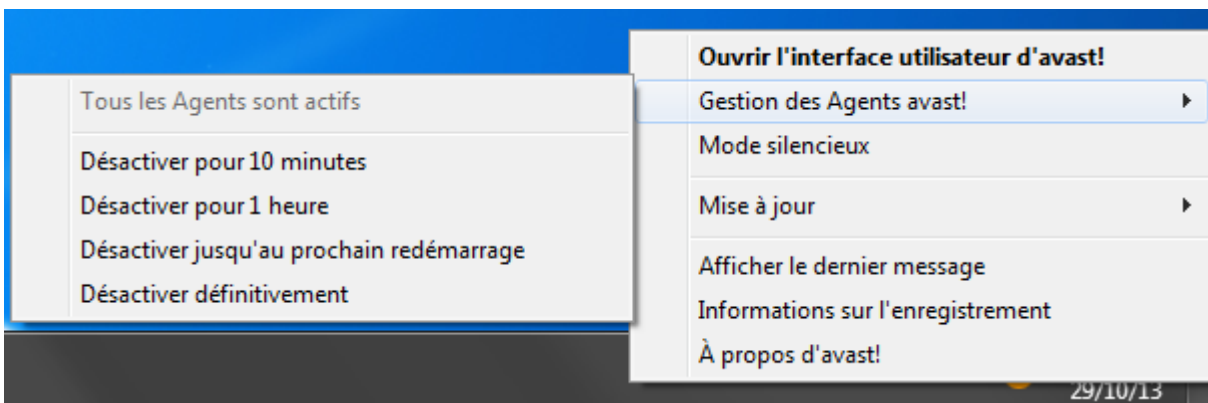 Ouvrir l'interface utilisateur d'avast!
Gestion des Agents avast!
Mode silencieux
Mise à jour
Afficher le dernier message
Informations sur l'enregistrement
À propos d'avast!
Tous les Agents sont actifs
Désactiver pour 10 minutes
Désactiver pour 1 heure
Désactiver jusqu'au prochain redémarrage
Désactiver définitivement
29/10/13